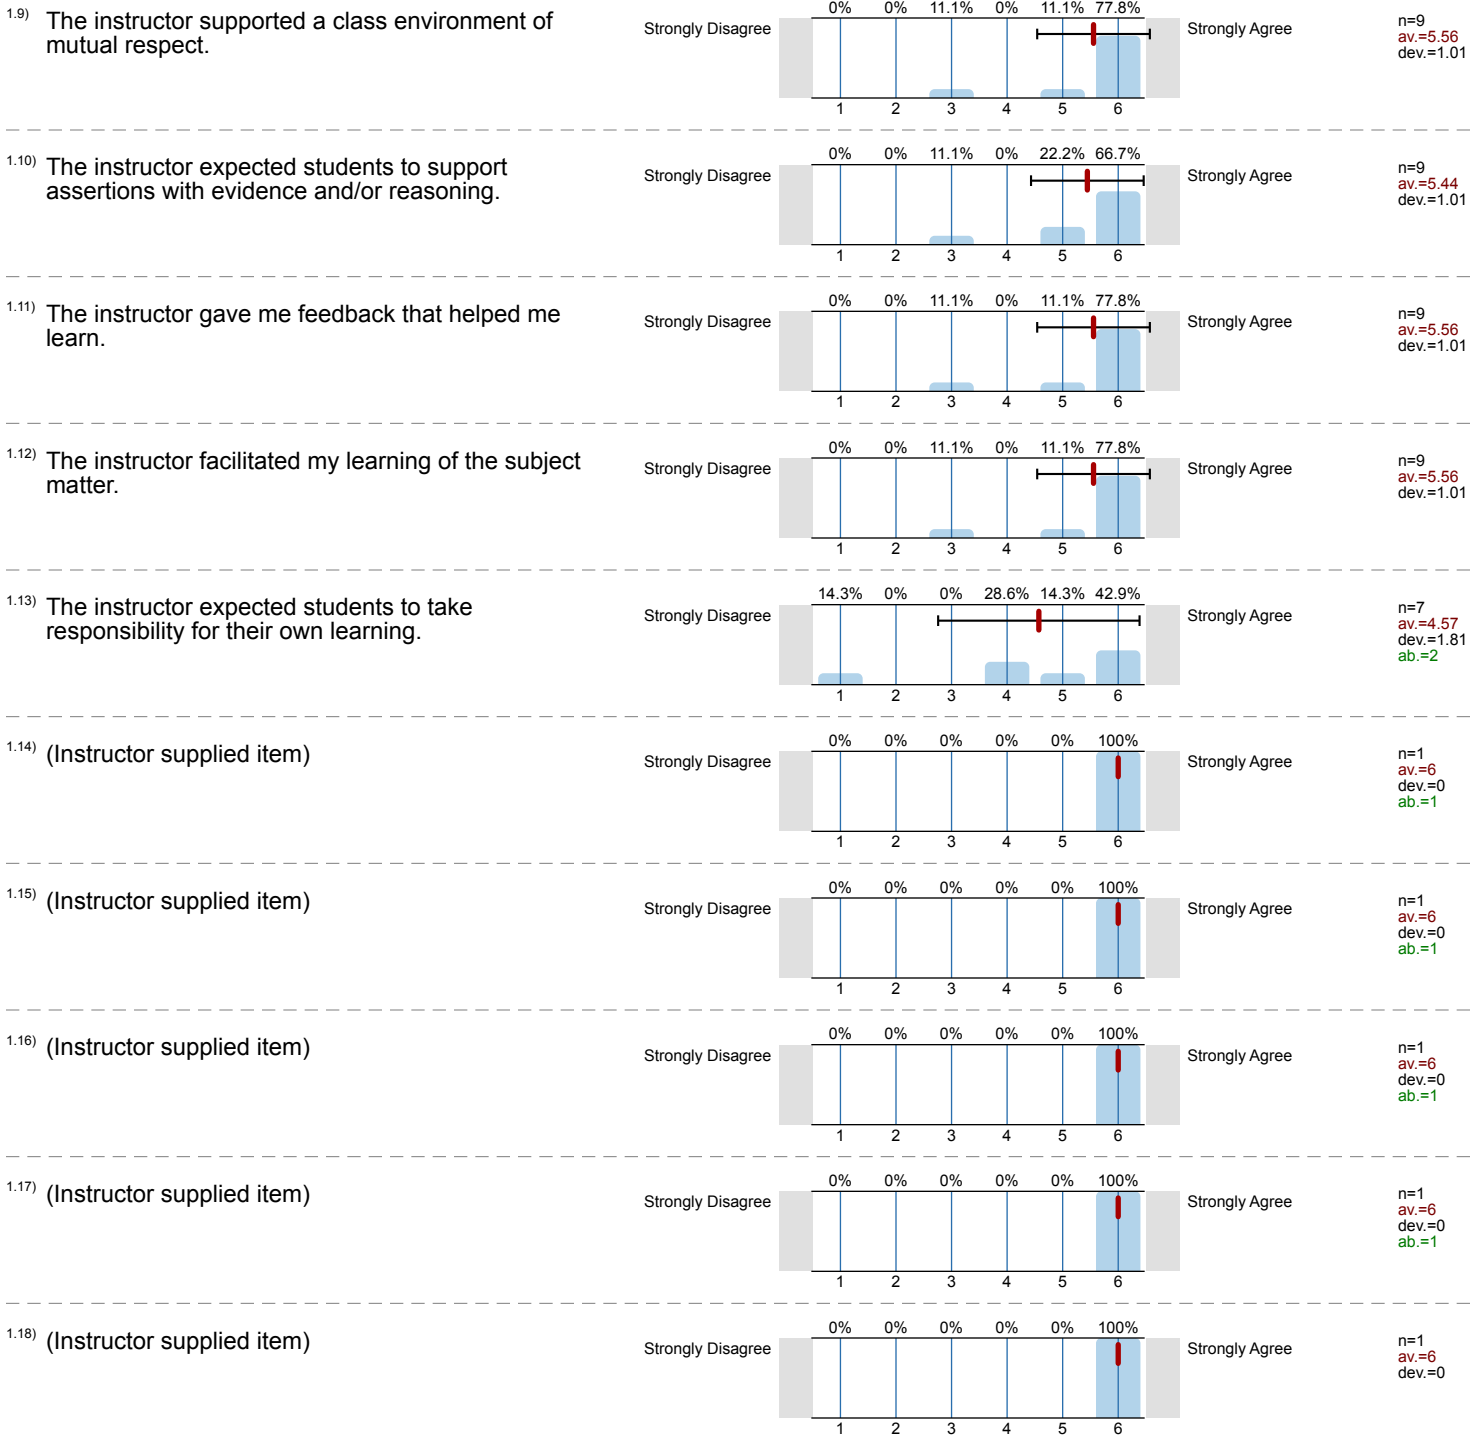 1.9) The instructor supported a class environment of
mutual respect.
Strongly Disagree
0% 0% 11.1% 0% 11.1% 77.8%
1 2 3 4 5 6
Strongly Agree
n=9
av.=5.56
dev.=1.01
1.10) The instructor expected students to support
assertions with evidence and/or reasoning.
Strongly Disagree
0% 0% 11.1% 0% 22.2% 66.7%
1 2 3 4 5 6
Strongly Agree
n=9
av.=5.44
dev.=1.01
1.11) The instructor gave me feedback that helped me
learn.
Strongly Disagree
0% 0% 11.1% 0% 11.1% 77.8%
1 2 3 4 5 6
Strongly Agree
n=9
av.=5.56
dev.=1.01
1.12) The instructor facilitated my learning of the subject
matter.
Strongly Disagree
0% 0% 11.1% 0% 11.1% 77.8%
1 2 3 4 5 6
Strongly Agree
n=9
av.=5.56
dev.=1.01
1.13) The instructor expected students to take
responsibility for their own learning.
Strongly Disagree
14.3% 0% 0% 28.6% 14.3% 42.9%
1 2 3 4 5 6
Strongly Agree
n=7
av.=4.57
dev.=1.81
ab.=2
1.14) (Instructor supplied item)
Strongly Disagree
0% 0% 0% 0% 0% 100%
1 2 3 4 5 6
Strongly Agree
n=1
av.=6
dev.=0
ab.=1
1.15) (Instructor supplied item)
Strongly Disagree
0% 0% 0% 0% 0% 100%
1 2 3 4 5 6
Strongly Agree
n=1
av.=6
dev.=0
ab.=1
1.16) (Instructor supplied item)
Strongly Disagree
0% 0% 0% 0% 0% 100%
1 2 3 4 5 6
Strongly Agree
n=1
av.=6
dev.=0
ab.=1
1.17) (Instructor supplied item)
Strongly Disagree
0% 0% 0% 0% 0% 100%
1 2 3 4 5 6
Strongly Agree
n=1
av.=6
dev.=0
ab.=1
1.18) (Instructor supplied item)
Strongly Disagree
0% 0% 0% 0% 0% 100%
1 2 3 4 5 6
Strongly Agree
n=1
av.=6
dev.=0